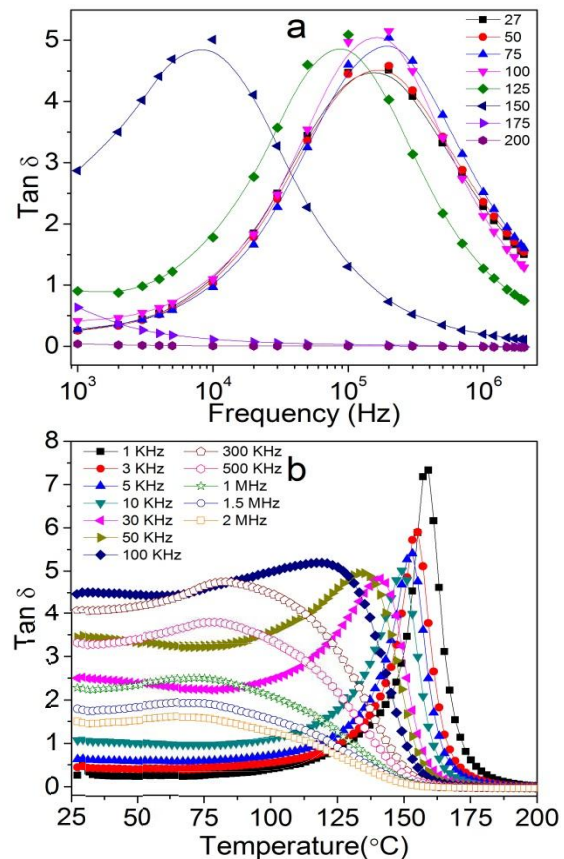 a
Tan δ
5
4
3
2
1
0
27
50
75
100
125
150
175
200
10³ 10⁴ 10⁵ 10⁶
Frequency (Hz)
b
Tan δ
8
7
6
5
4
3
2
1
0
1 KHz
3 KHz
5 KHz
10 KHz
30 KHz
50 KHz
100 KHz
300 KHz
500 KHz
1 MHz
1.5 MHz
2 MHz
25 50 75 100 125 150 175 200
Temperature(°C)